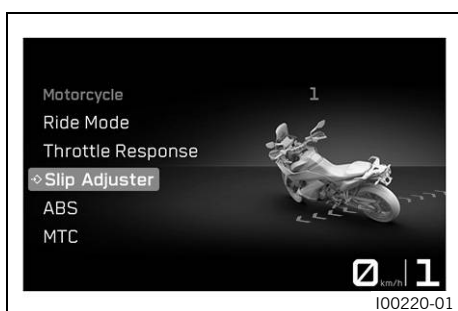 Motorcycle 1
Ride Mode
Throttle Response
Slip Adjuster
ABS
MTC
0 km/h 1
I00220-01